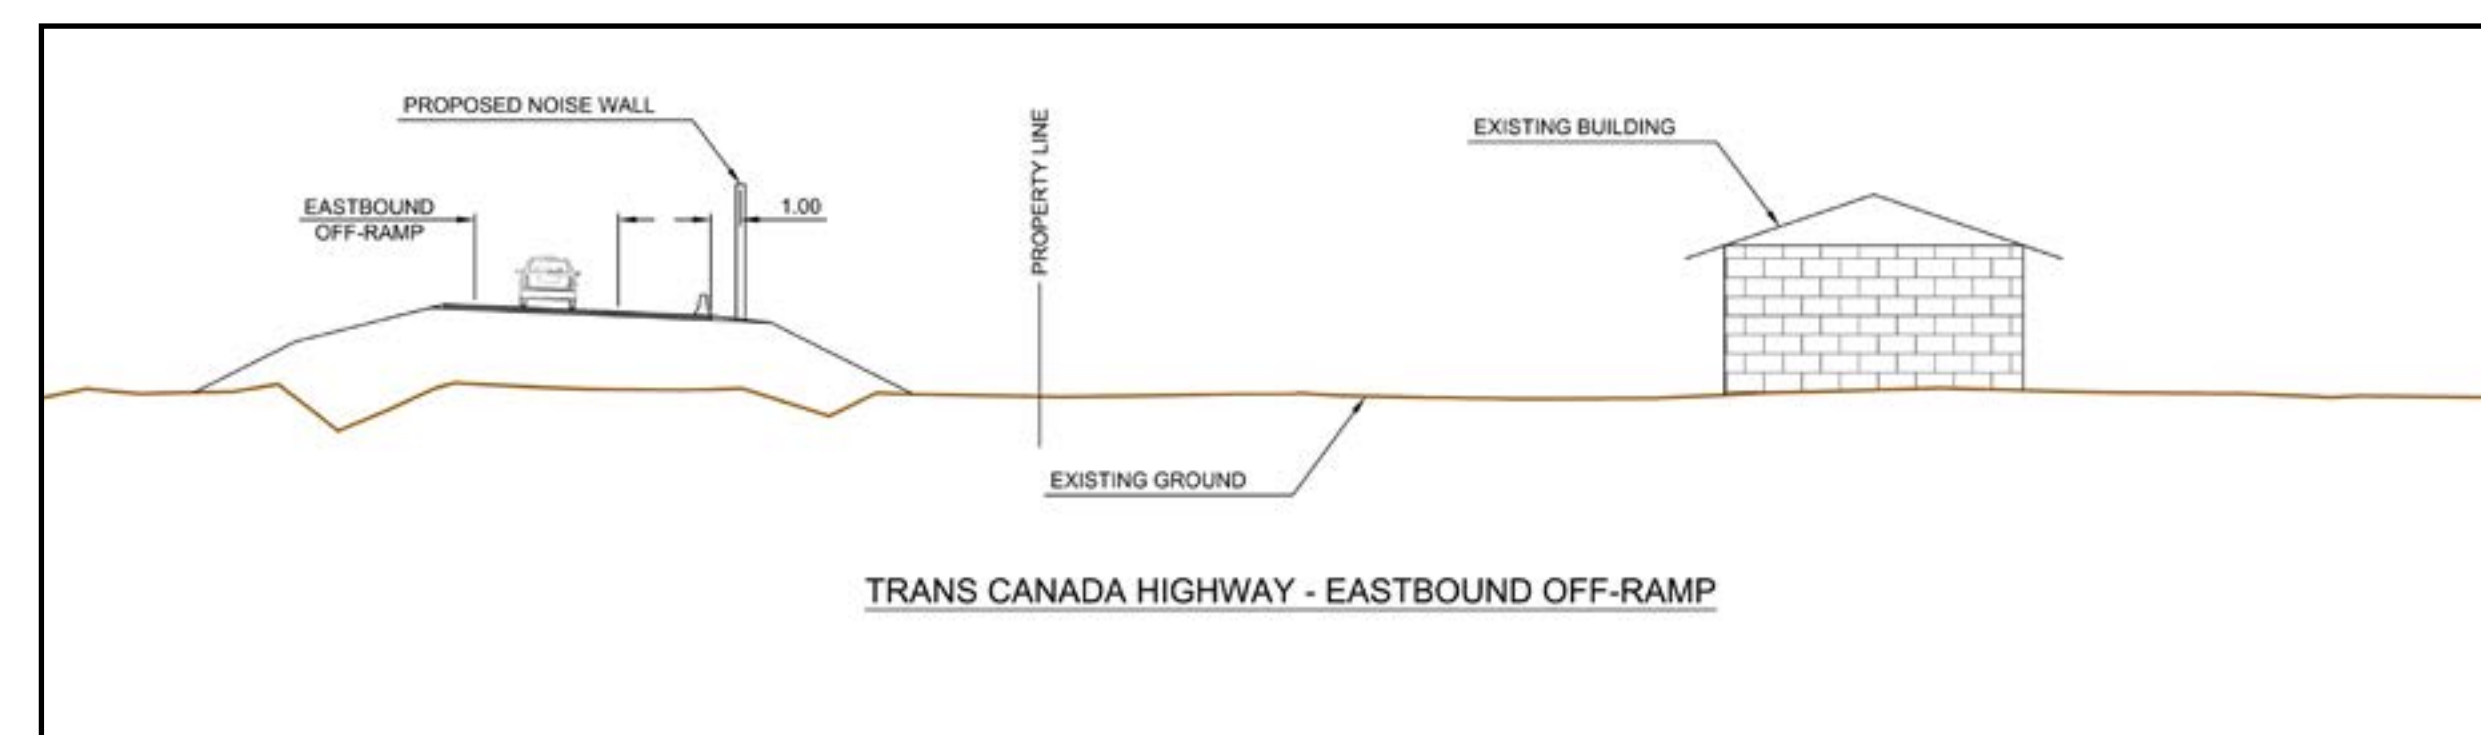 PROPOSED NOISE WALL
EASTBOUND
OFF-RAMP
1.00
PROPERTY LINE
EXISTING BUILDING
EXISTING GROUND
TRANS CANADA HIGHWAY - EASTBOUND OFF-RAMP